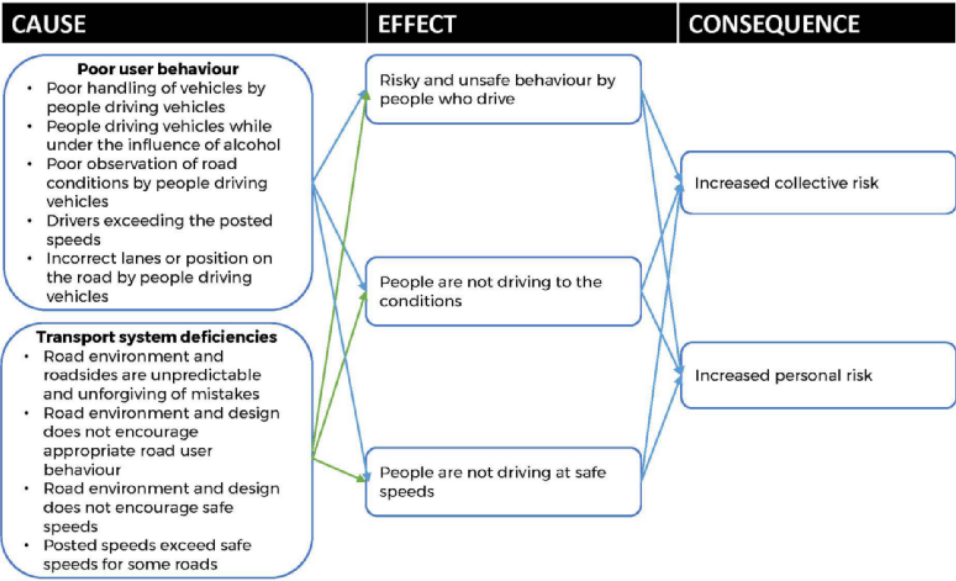 CAUSE
EFFECT
CONSEQUENCE
Poor user behaviour
• Poor handling of vehicles by
people driving vehicles
• People driving vehicles while
under the influence of alcohol
• Poor observation of road
conditions by people driving
vehicles
• Drivers exceeding the posted
speeds
• Incorrect lanes or position on
the road by people driving
vehicles
Transport system deficiencies
• Road environment and
roadsides are unpredictable
and unforgiving of mistakes
• Road environment and design
does not encourage
appropriate road user
behaviour
• Road environment and design
does not encourage safe
speeds
• Posted speeds exceed safe
speeds for some roads
Risky and unsafe behaviour by
people who drive
People are not driving to the
conditions
People are not driving at safe
speeds
Increased collective risk
Increased personal risk